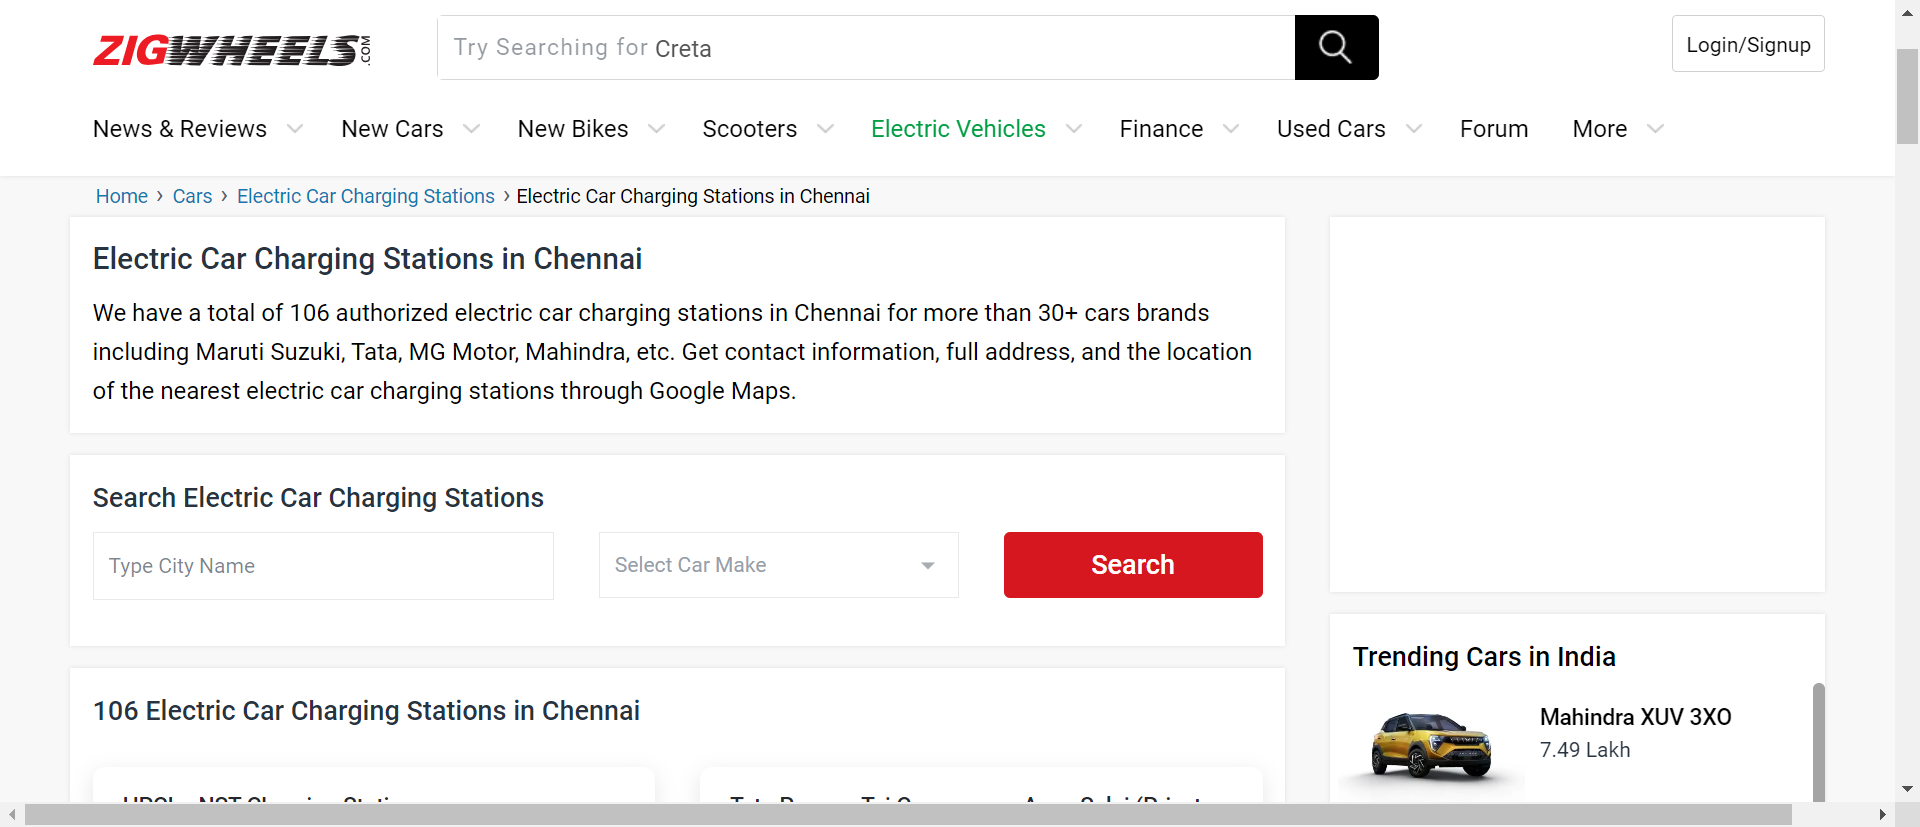 ZIGWHEELS.COM
Try Searching for Creta
Login/Signup
News & Reviews
New Cars
New Bikes
Scooters
Electric Vehicles
Finance
Used Cars
Forum
More
Home › Cars › Electric Car Charging Stations › Electric Car Charging Stations in Chennai
Electric Car Charging Stations in Chennai
We have a total of 106 authorized electric car charging stations in Chennai for more than 30+ cars brands
including Maruti Suzuki, Tata, MG Motor, Mahindra, etc. Get contact information, full address, and the location
of the nearest electric car charging stations through Google Maps.
Search Electric Car Charging Stations
Type City Name
Select Car Make
Search
106 Electric Car Charging Stations in Chennai
Trending Cars in India
Mahindra XUV 3XO
7.49 Lakh